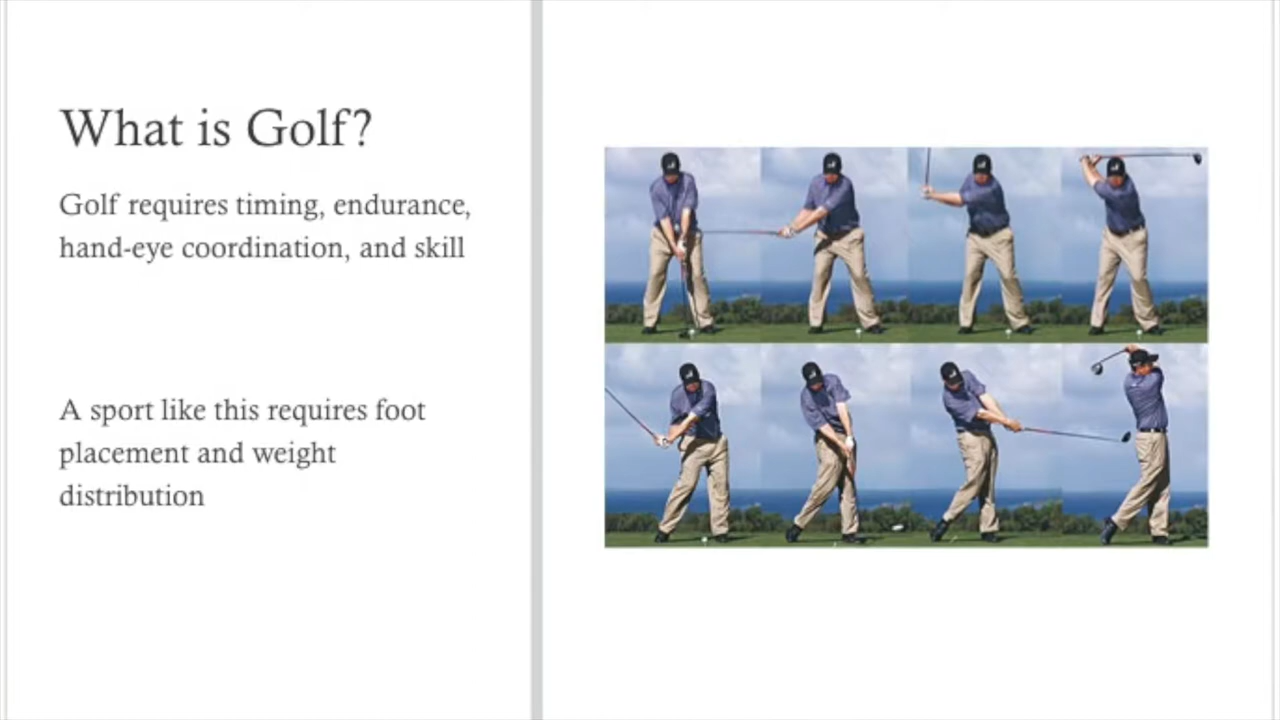 What is Golf?
Golf requires timing, endurance,
hand-eye coordination, and skill
A sport like this requires foot
placement and weight
distribution